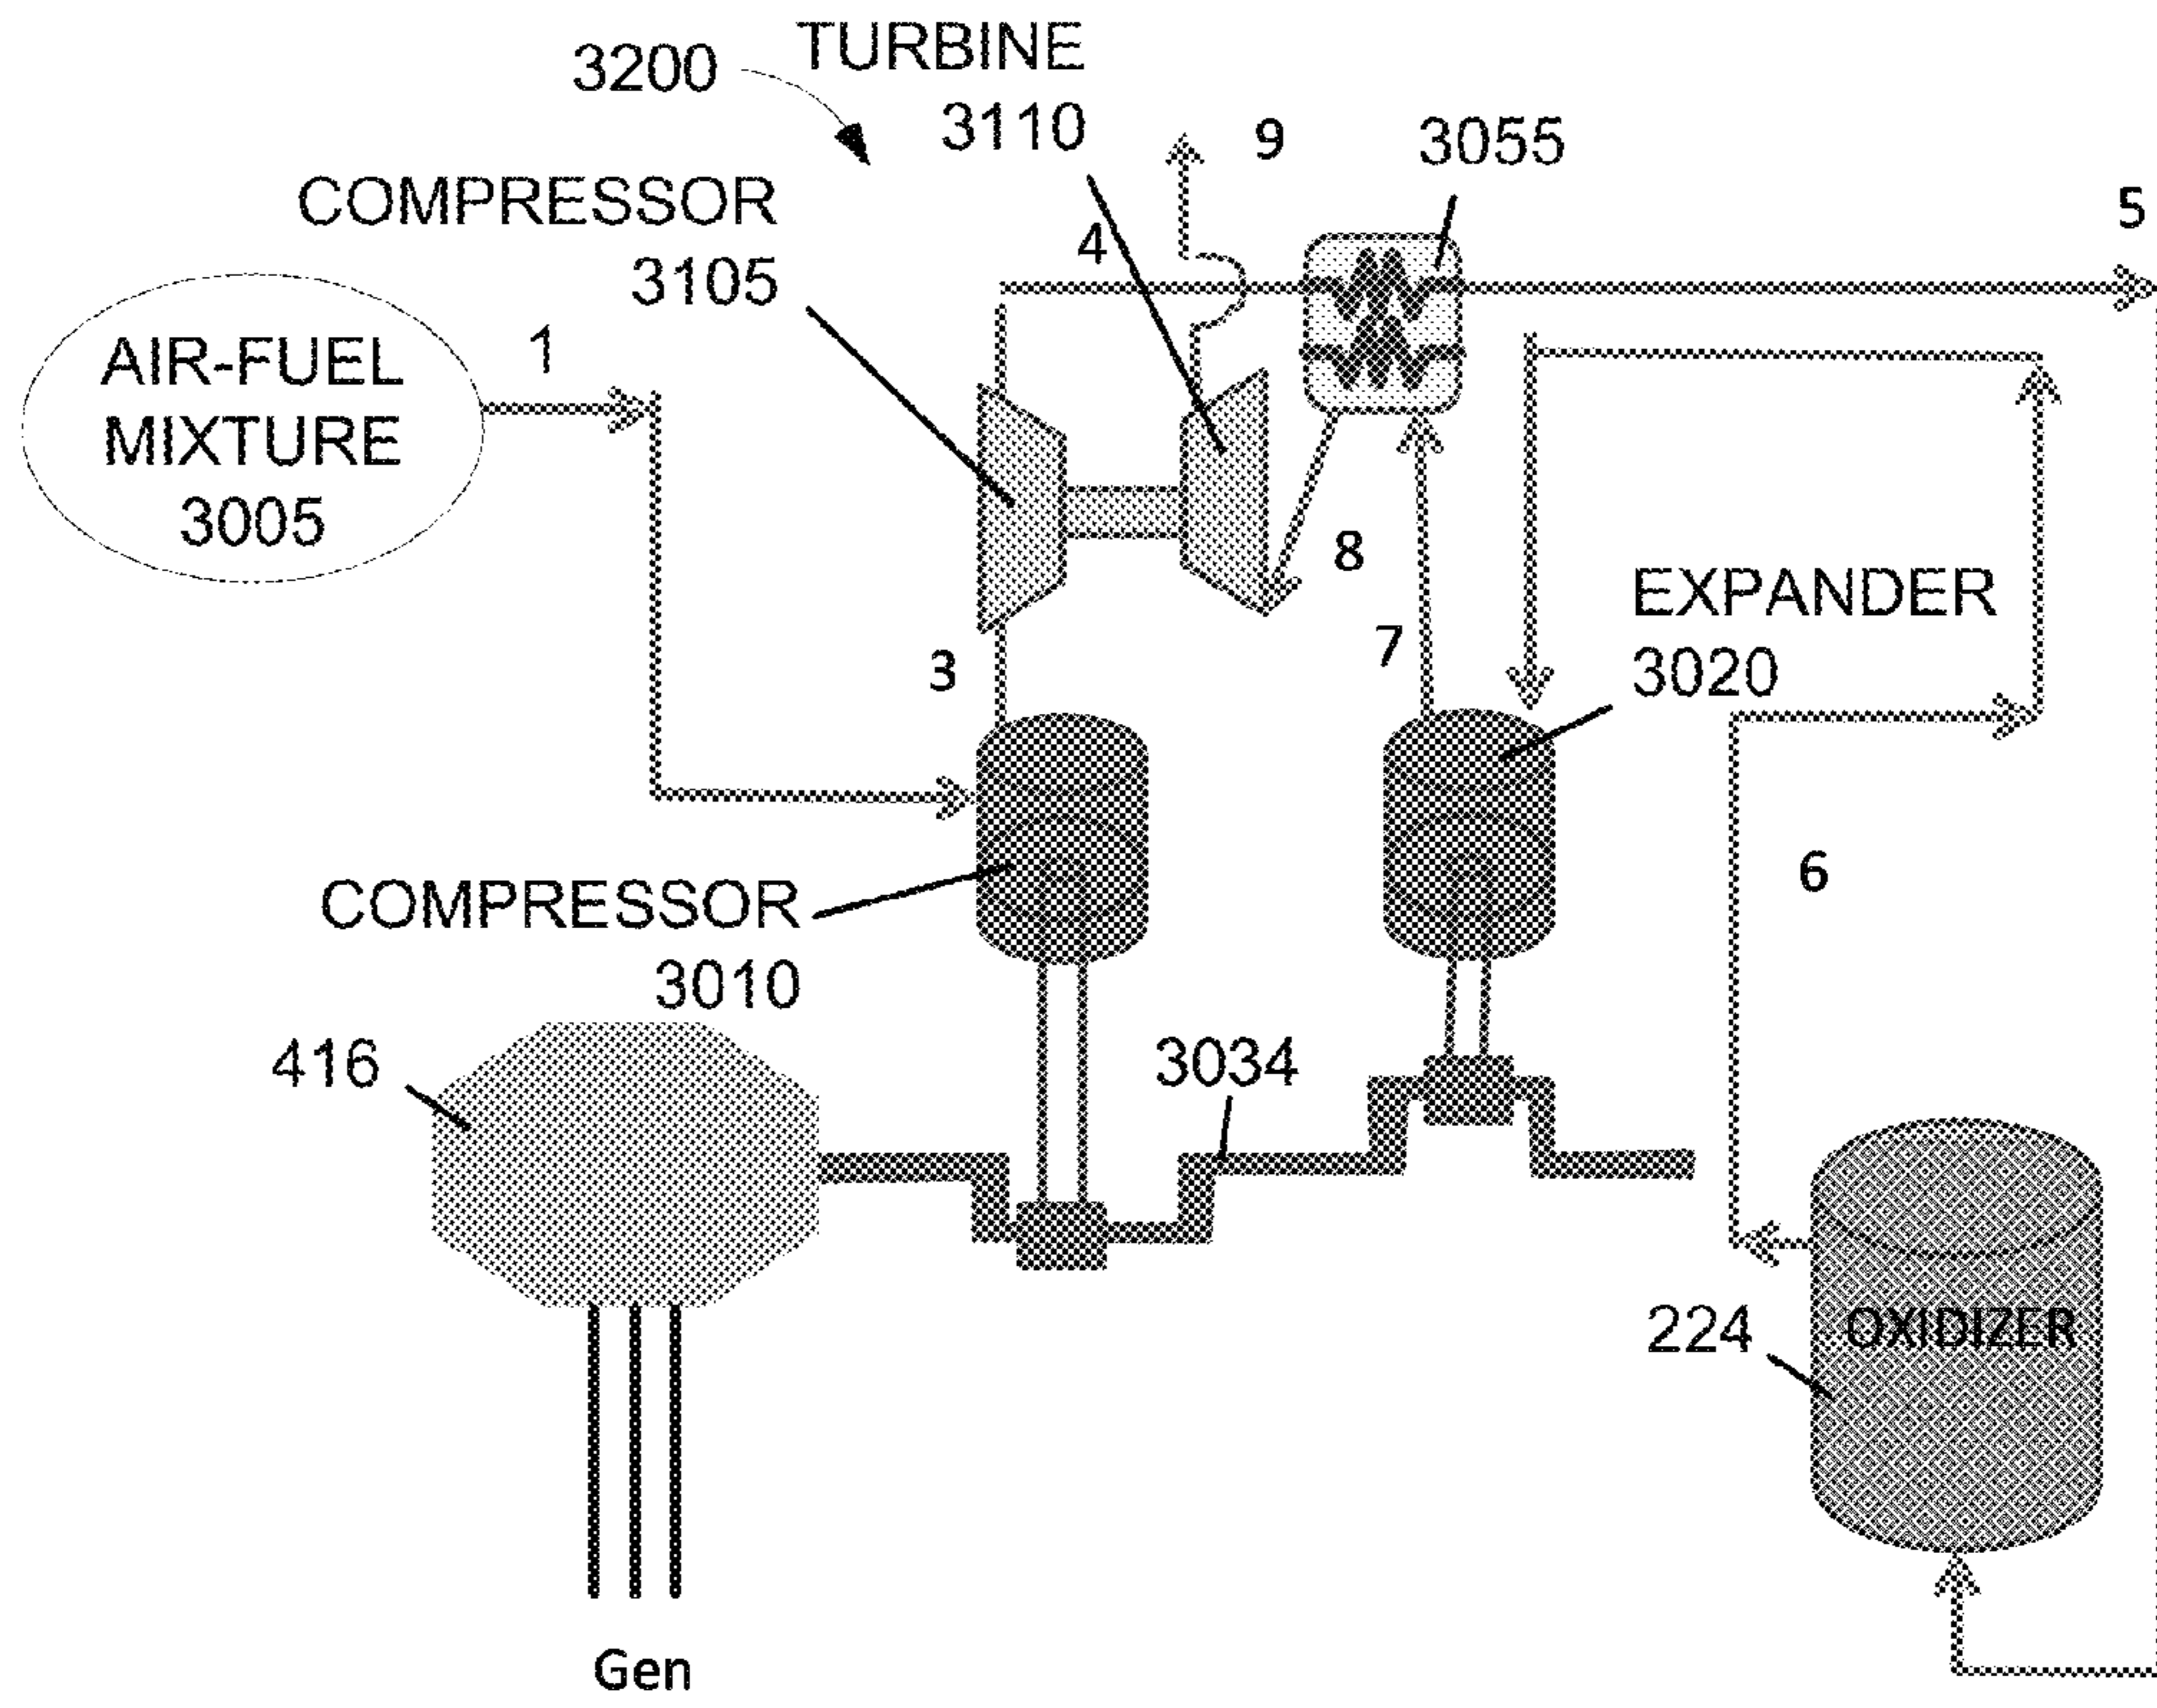 3200
TURBINE
3110
9
3055
COMPRESSOR
3105
4
5
AIR-FUEL
MIXTURE
3005
1
8
3
7
EXPANDER
3020
6
COMPRESSOR
3010
416
3034
224
OXIDIZER
Gen